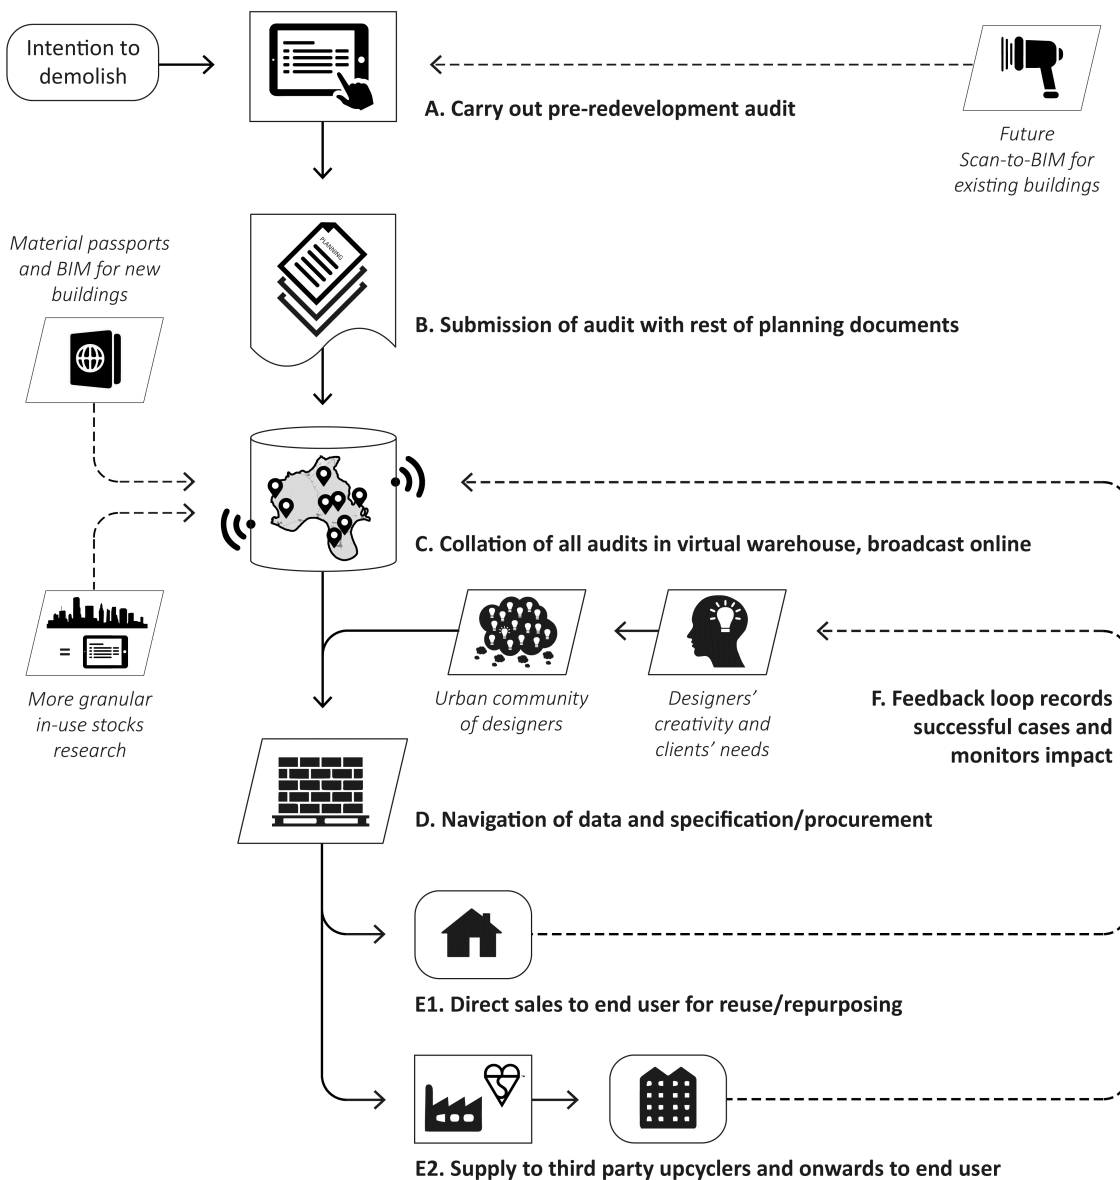 Intention to
demolish
A. Carry out pre-redevelopment audit
Future
Scan-to-BIM for
existing buildings
PLANNING
Material passports
and BIM for new
buildings
B. Submission of audit with rest of planning documents
C. Collation of all audits in virtual warehouse, broadcast online
=
More granular
in-use stocks
research
Urban community
of designers
Designers’
creativity and
clients’ needs
F. Feedback loop records
successful cases and
monitors impact
D. Navigation of data and specification/procurement
E1. Direct sales to end user for reuse/repurposing
E2. Supply to third party upcyclers and onwards to end user